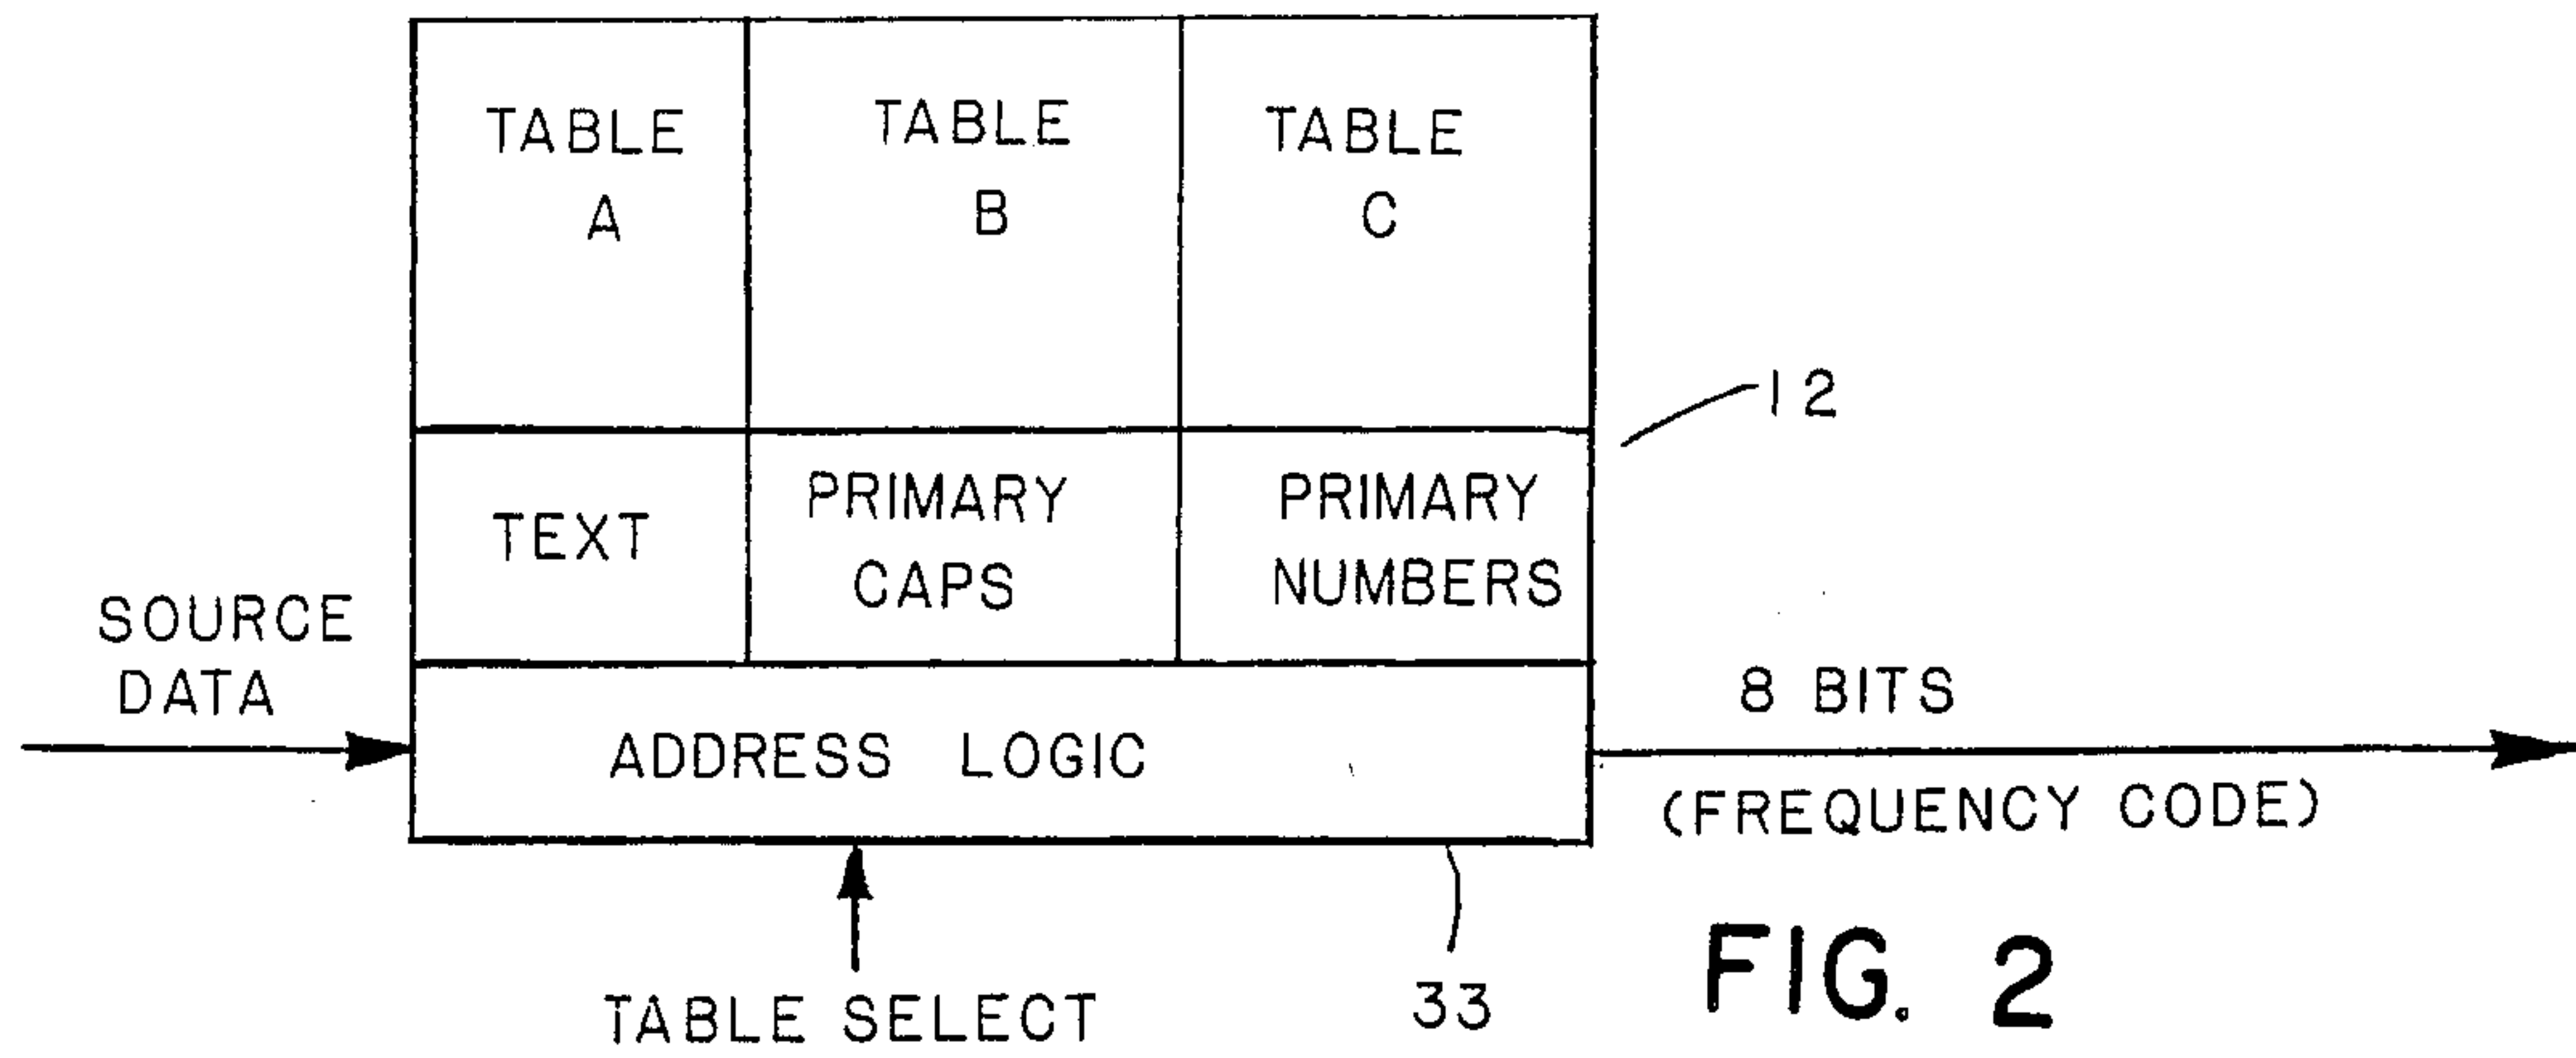 TABLE
A
TABLE
B
TABLE
C
12
TEXT
PRIMARY
CAPS
PRIMARY
NUMBERS
SOURCE
DATA
ADDRESS LOGIC
8 BITS
(FREQUENCY CODE)
TABLE SELECT
33
FIG. 2